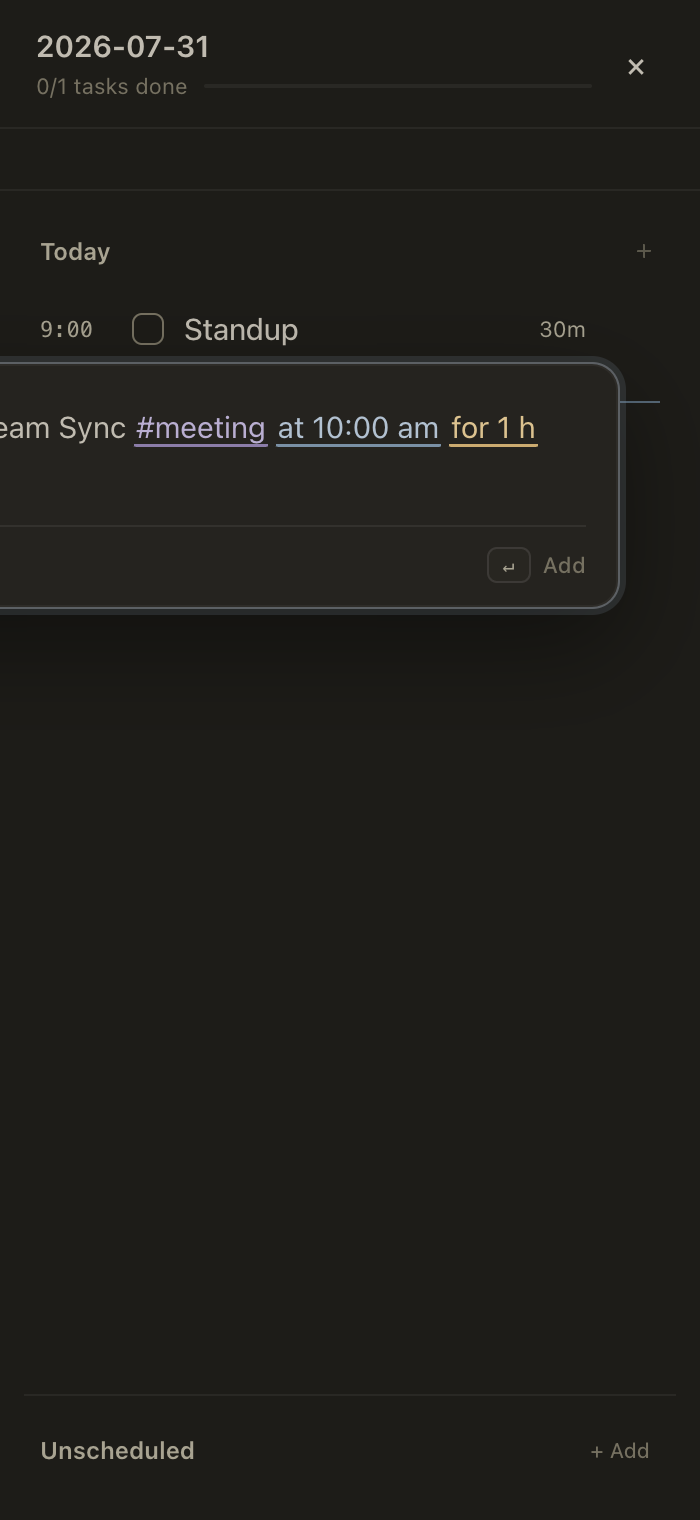 2026-07-31
0/1 tasks done
×
Today
+
9:00 Standup 30m
eam Sync #meeting at 10:00 am for 1 h
↵ Add
Unscheduled
+ Add